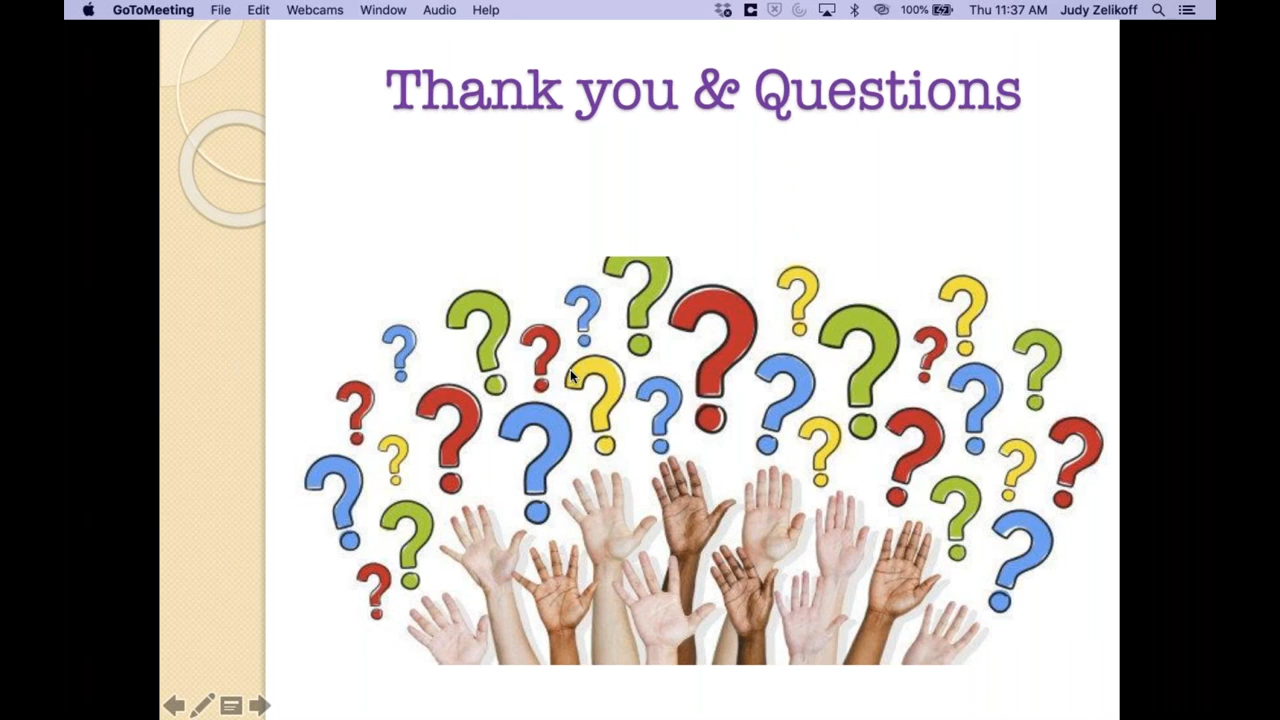 GoToMeeting File Edit Webcams Window Audio Help 100% Thu 11:37 AM Judy Zelikoff
Thank you & Questions
? ? ? ? ? ? ? ? ? ? ? ? ? ? ? ? ? ? ? ? ? ? ? ? ? ? ? ?